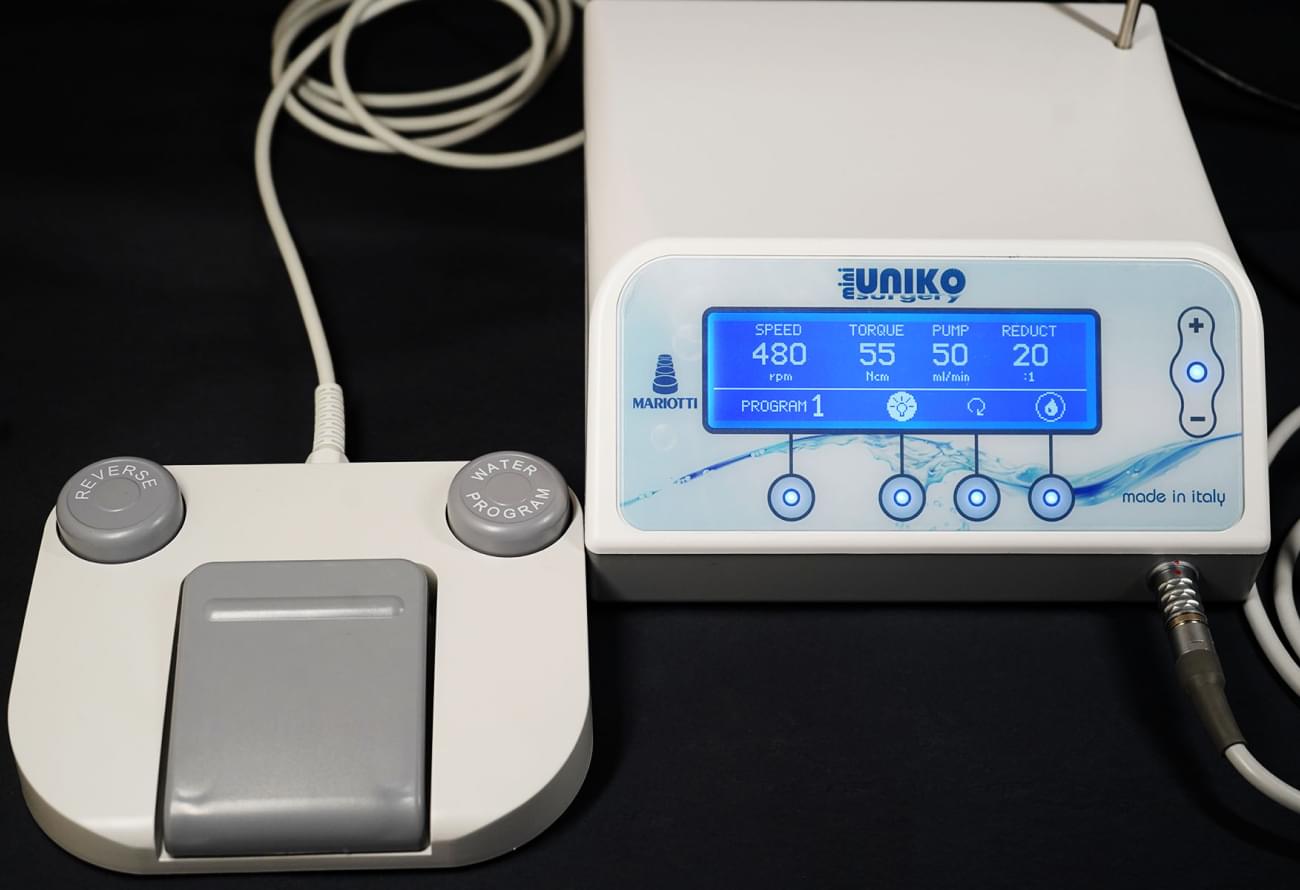 mini UNIKO
surgery
SPEED TORQUE PUMP REDUCT
480 55 50 20
rpm Ncm ml/min :1
PROGRAM 1
+
-
MARIOTTI
made in italy
REVERSE
WATER
PROGRAM